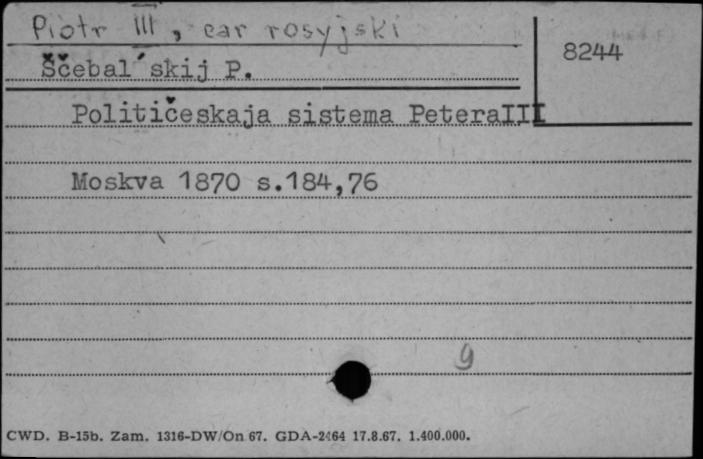 Piotr III, car rosyjski
8244
Ščebal´skij P.
Političeskaja sistema PeteraIII
Moskva 1870 s.184,76
9
CWD. B-15b. Zam. 1316-DW/On 67. GDA-2464 17.8.67. 1.400.000.